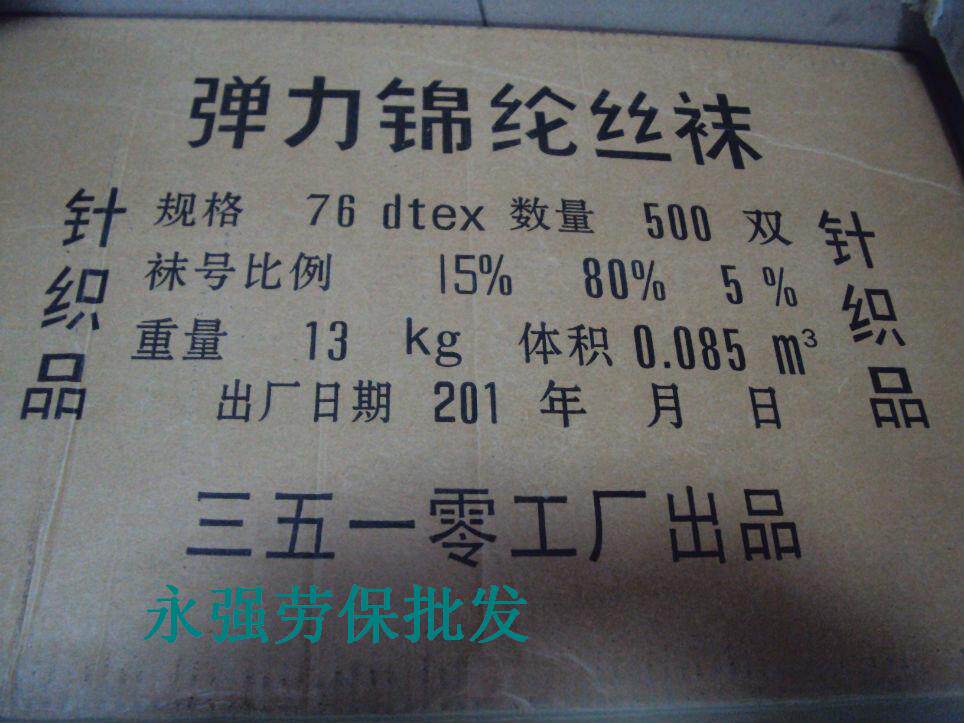 弹力锦纶丝袜
针织品
规格 76 dtex 数量 500 双
袜号比例 15% 80% 5%
重量 13 kg 体积 0.085 m³
出厂日期 201 年 月 日
针织品
三五一零工厂出品
永强劳保批发